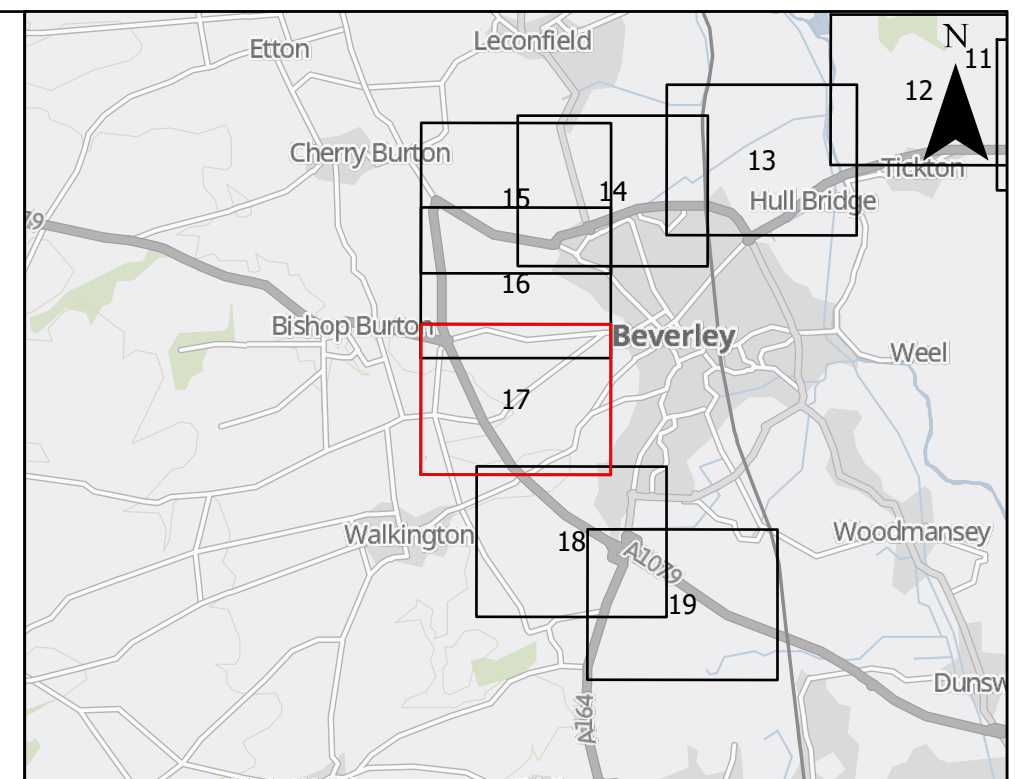 Etton
Leconfield
N
11
12
Cherry Burton
13
Tickton
15
14
Hull Bridge
79
16
Bishop Burton
Beverley
Weel
17
Walkington
18
A1079
Woodmansey
19
Dunsw
A164